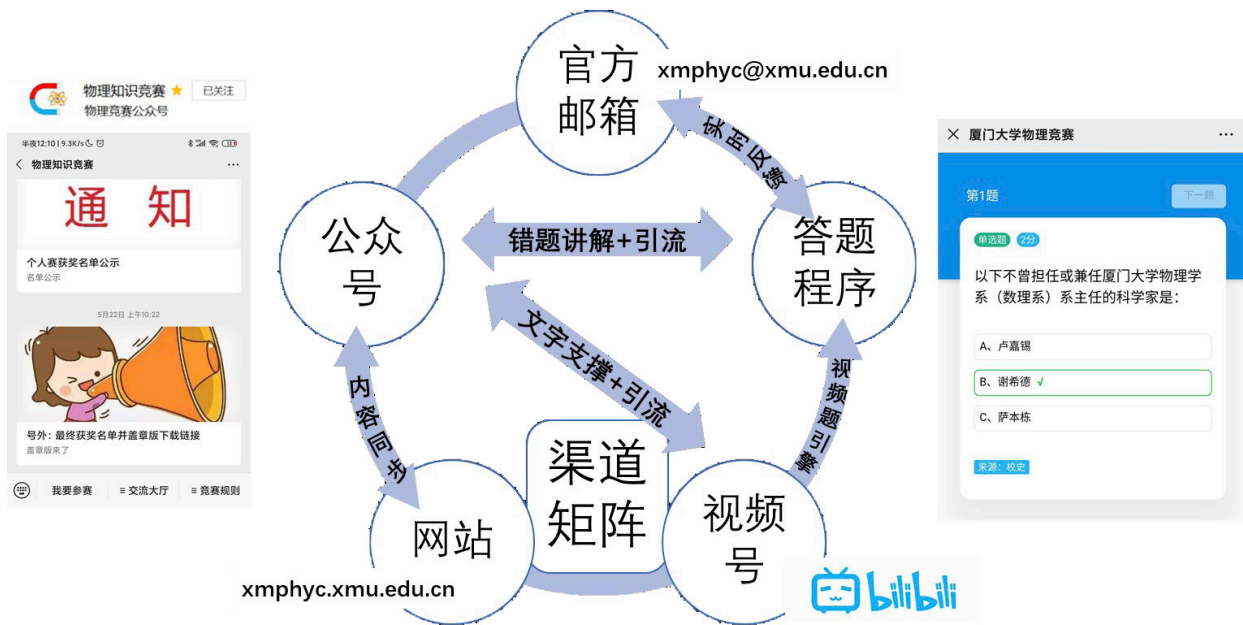 物理知识竞赛
已关注
物理竞赛公众号
半夜12:10 | 9.3K/s
物理知识竞赛
通 知
个人赛获奖名单公示
名单公示
5月22日 上午10:22
号外：最终获奖名单并盖章版下载链接
盖章版来了
我要参赛
≡ 交流大厅
≡ 竞赛规则
官方
邮箱
xmphyc@xmu.edu.cn
实时反馈
公众
号
错题讲解+引流
答题
程序
文字支撑+引流
内容同步
视频题引擎
渠道
矩阵
网站
xmphyc.xmu.edu.cn
视频
号
bilibili
厦门大学物理竞赛
第1题
下一题
单选题
2分
以下不曾担任或兼任厦门大学物理学
系（数理系）系主任的科学家是：
A、卢嘉锡
B、谢希德 ✓
C、萨本栋
来源：校史